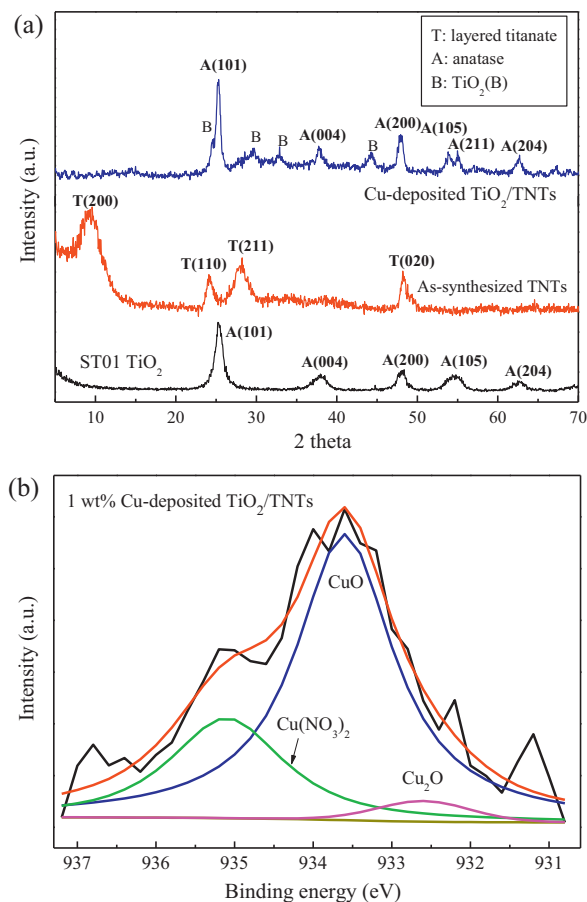 (a)
T: layered titanate
A: anatase
B: TiO₂(B)
A(101)
B
B
B
A(004)
B
A(200)
A(105)
A(211)
A(204)
Cu-deposited TiO₂/TNTs
T(200)
T(110)
T(211)
T(020)
As-synthesized TNTs
ST01 TiO₂
A(101)
A(004)
A(200)
A(105)
A(204)
Intensity (a.u.)
10 20 30 40 50 60 70
2 theta
(b)
1 wt% Cu-deposited TiO₂/TNTs
CuO
Cu(NO₃)₂
Cu₂O
Intensity (a.u.)
937 936 935 934 933 932 931
Binding energy (eV)